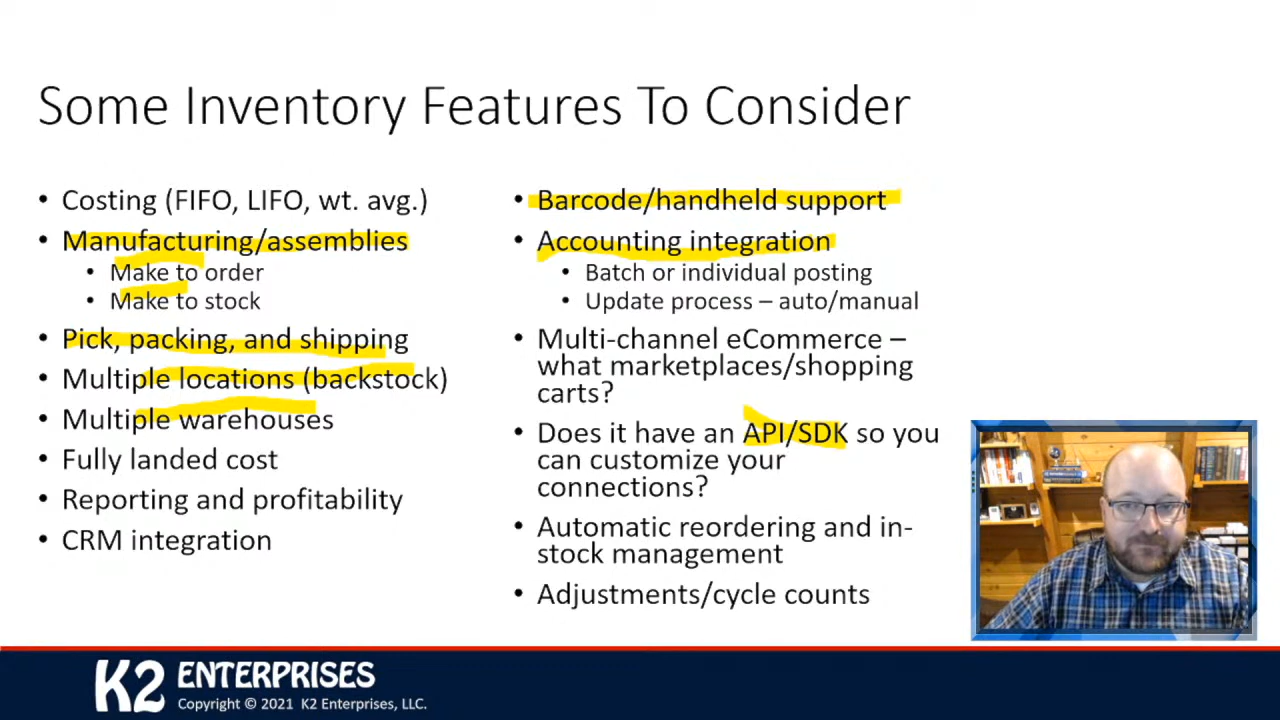 Some Inventory Features To Consider
• Costing (FIFO, LIFO, wt. avg.)
• Manufacturing/assemblies
• Make to order
• Make to stock
• Pick, packing, and shipping
• Multiple locations (backstock)
• Multiple warehouses
• Fully landed cost
• Reporting and profitability
• CRM integration
• Barcode/handheld support
• Accounting integration
• Batch or individual posting
• Update process – auto/manual
• Multi-channel eCommerce –
what marketplaces/shopping
carts?
• Does it have an API/SDK so you
can customize your
connections?
• Automatic reordering and in-
stock management
• Adjustments/cycle counts
K2 ENTERPRISES
Copyright © 2021 K2 Enterprises, LLC.